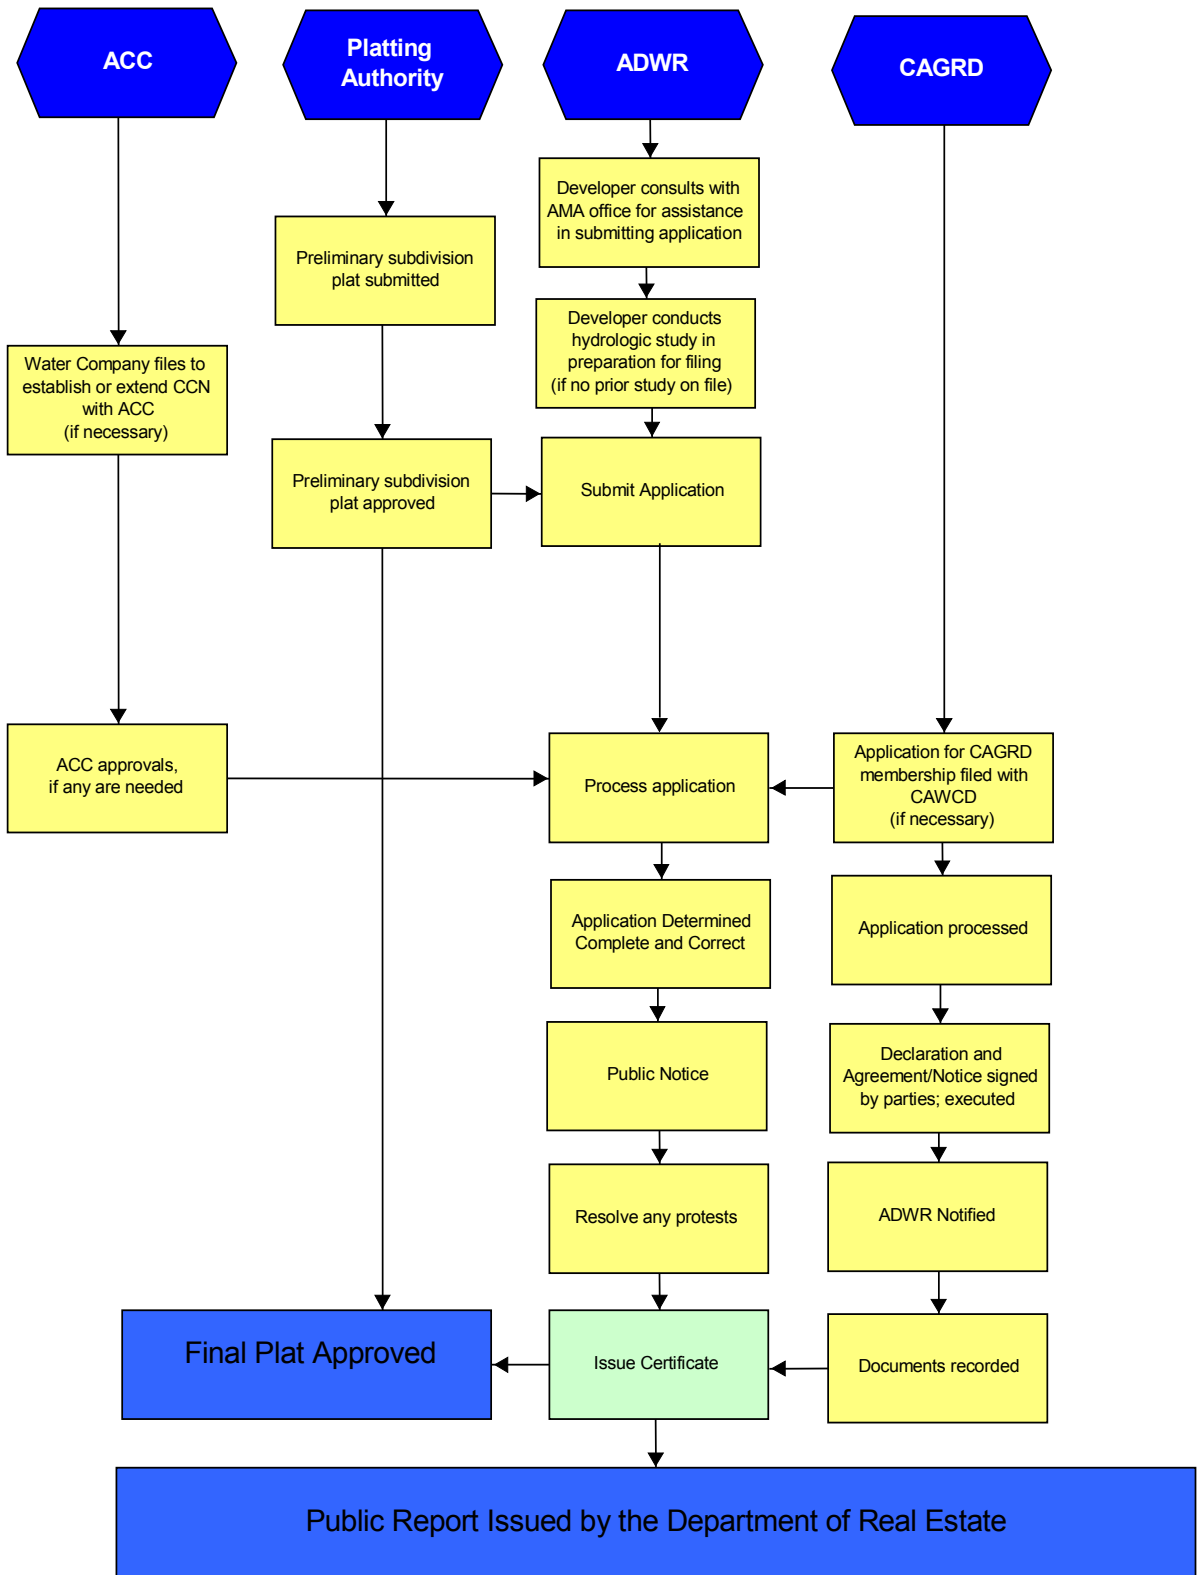 ACC
Platting
Authority
ADWR
CAGRD
Developer consults with
AMA office for assistance
in submitting application
Preliminary subdivision
plat submitted
Developer conducts
hydrologic study in
preparation for filing
(if no prior study on file)
Water Company files to
establish or extend CCN
with ACC
(if necessary)
Preliminary subdivision
plat approved
Submit Application
ACC approvals,
if any are needed
Process application
Application for CAGRD
membership filed with
CAWCD
(if necessary)
Application Determined
Complete and Correct
Application processed
Public Notice
Declaration and
Agreement/Notice signed
by parties; executed
Resolve any protests
ADWR Notified
Final Plat Approved
Issue Certificate
Documents recorded
Public Report Issued by the Department of Real Estate